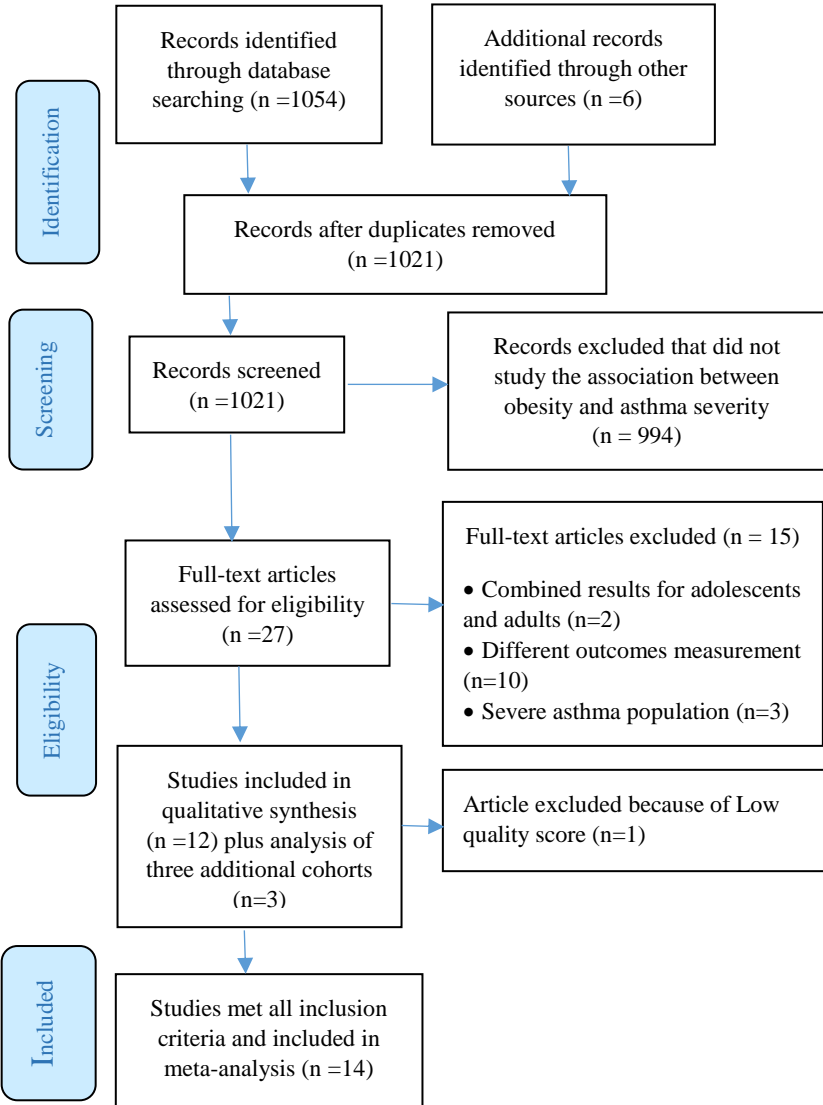 Records identified
through database
searching (n =1054)
Additional records
identified through other
sources (n =6)
Identification
Records after duplicates removed
(n =1021)
Screening
Records screened
(n =1021)
Records excluded that did not
study the association between
obesity and asthma severity
(n = 994)
Eligibility
Full-text articles
assessed for eligibility
(n =27)
Full-text articles excluded (n = 15)
• Combined results for adolescents
and adults (n=2)
• Different outcomes measurement
(n=10)
• Severe asthma population (n=3)
Studies included in
qualitative synthesis
(n =12) plus analysis of
three additional cohorts
(n=3)
Article excluded because of Low
quality score (n=1)
Included
Studies met all inclusion
criteria and included in
meta-analysis (n =14)